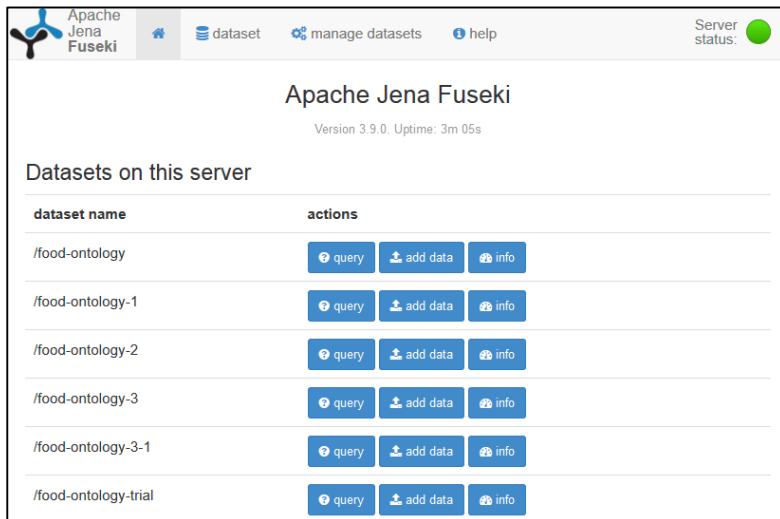 Apache
Jena
Fuseki
dataset
manage datasets
help
Server
status:
Apache Jena Fuseki
Version 3.9.0. Uptime: 3m 05s
Datasets on this server
dataset name actions
/food-ontology query add data info
/food-ontology-1 query add data info
/food-ontology-2 query add data info
/food-ontology-3 query add data info
/food-ontology-3-1 query add data info
/food-ontology-trial query add data info